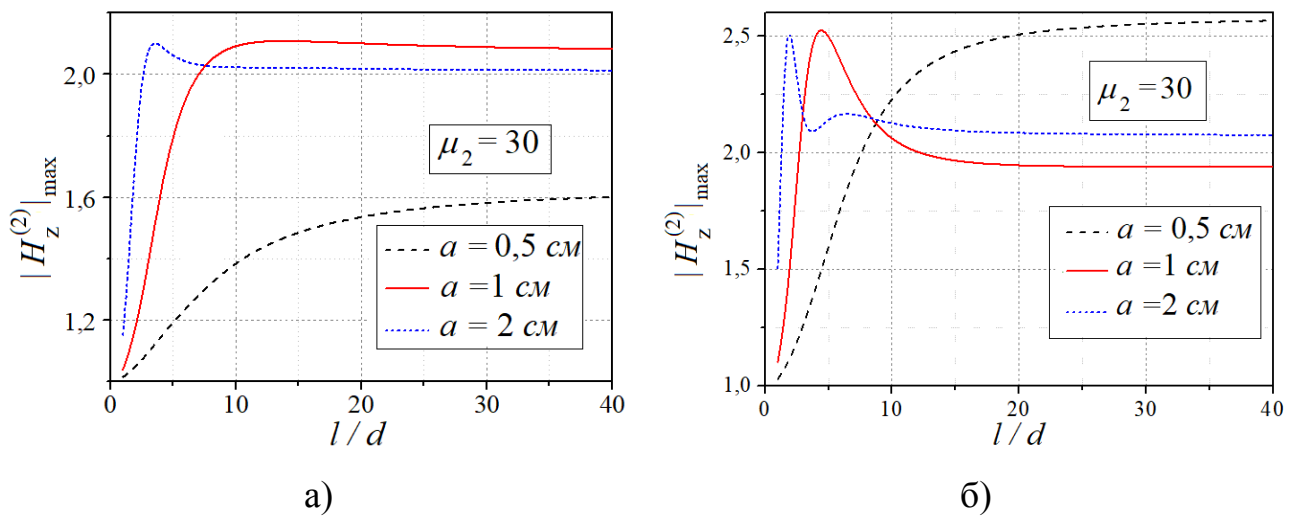 2,0
1,6
1,2
|H_z^(2)|_max
μ₂ = 30
a = 0,5 см
a = 1 см
a = 2 см
0 10 20 30 40
l / d
а)
2,5
2,0
1,5
1,0
|H_z^(2)|_max
μ₂ = 30
a = 0,5 см
a = 1 см
a = 2 см
0 10 20 30 40
l / d
б)